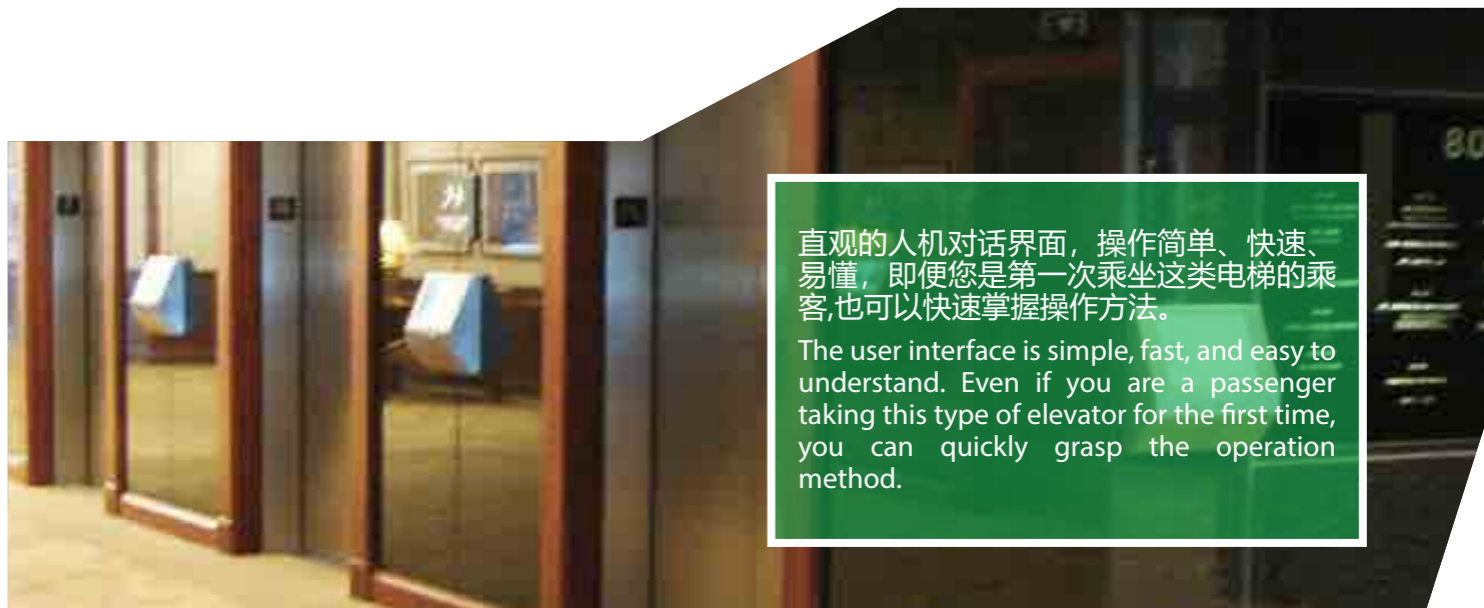 80
直观的人机对话界面，操作简单、快速、
易懂，即便您是第一次乘坐这类电梯的乘
客,也可以快速掌握操作方法。
The user interface is simple, fast, and easy to
understand. Even if you are a passenger
taking this type of elevator for the first time,
you can quickly grasp the operation
method.